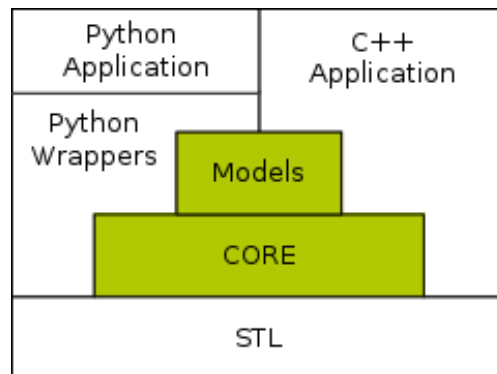 Python
Application
C++
Application
Python
Wrappers
Models
CORE
STL